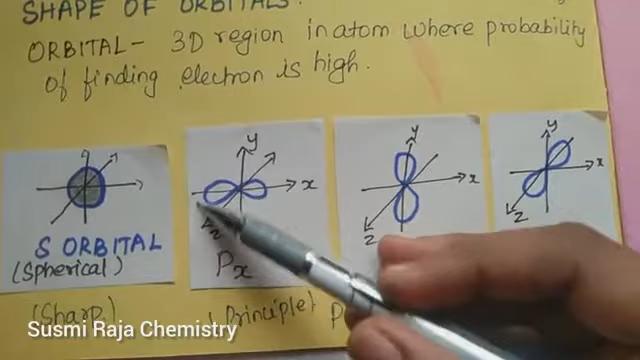 SHAPE OF ORBITALS:
ORBITAL - 3D region in atom where probability
of finding electron is high.
y
x
z
y
x
z
y
x
z
S ORBITAL
(Spherical)
Px
(Sharp)
(Principle)
P
Susmi Raja Chemistry